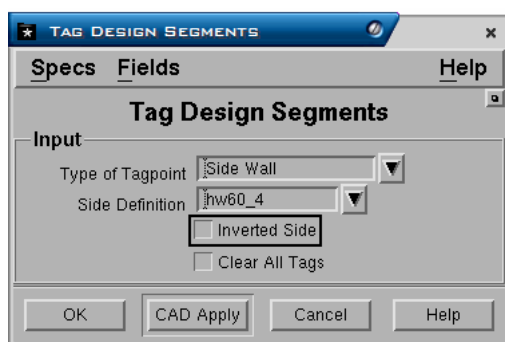 Tag Design Segments
Specs Fields Help
Tag Design Segments
Input
Type of Tagpoint Side Wall
Side Definition hw60_4
Inverted Side
Clear All Tags
OK CAD Apply Cancel Help